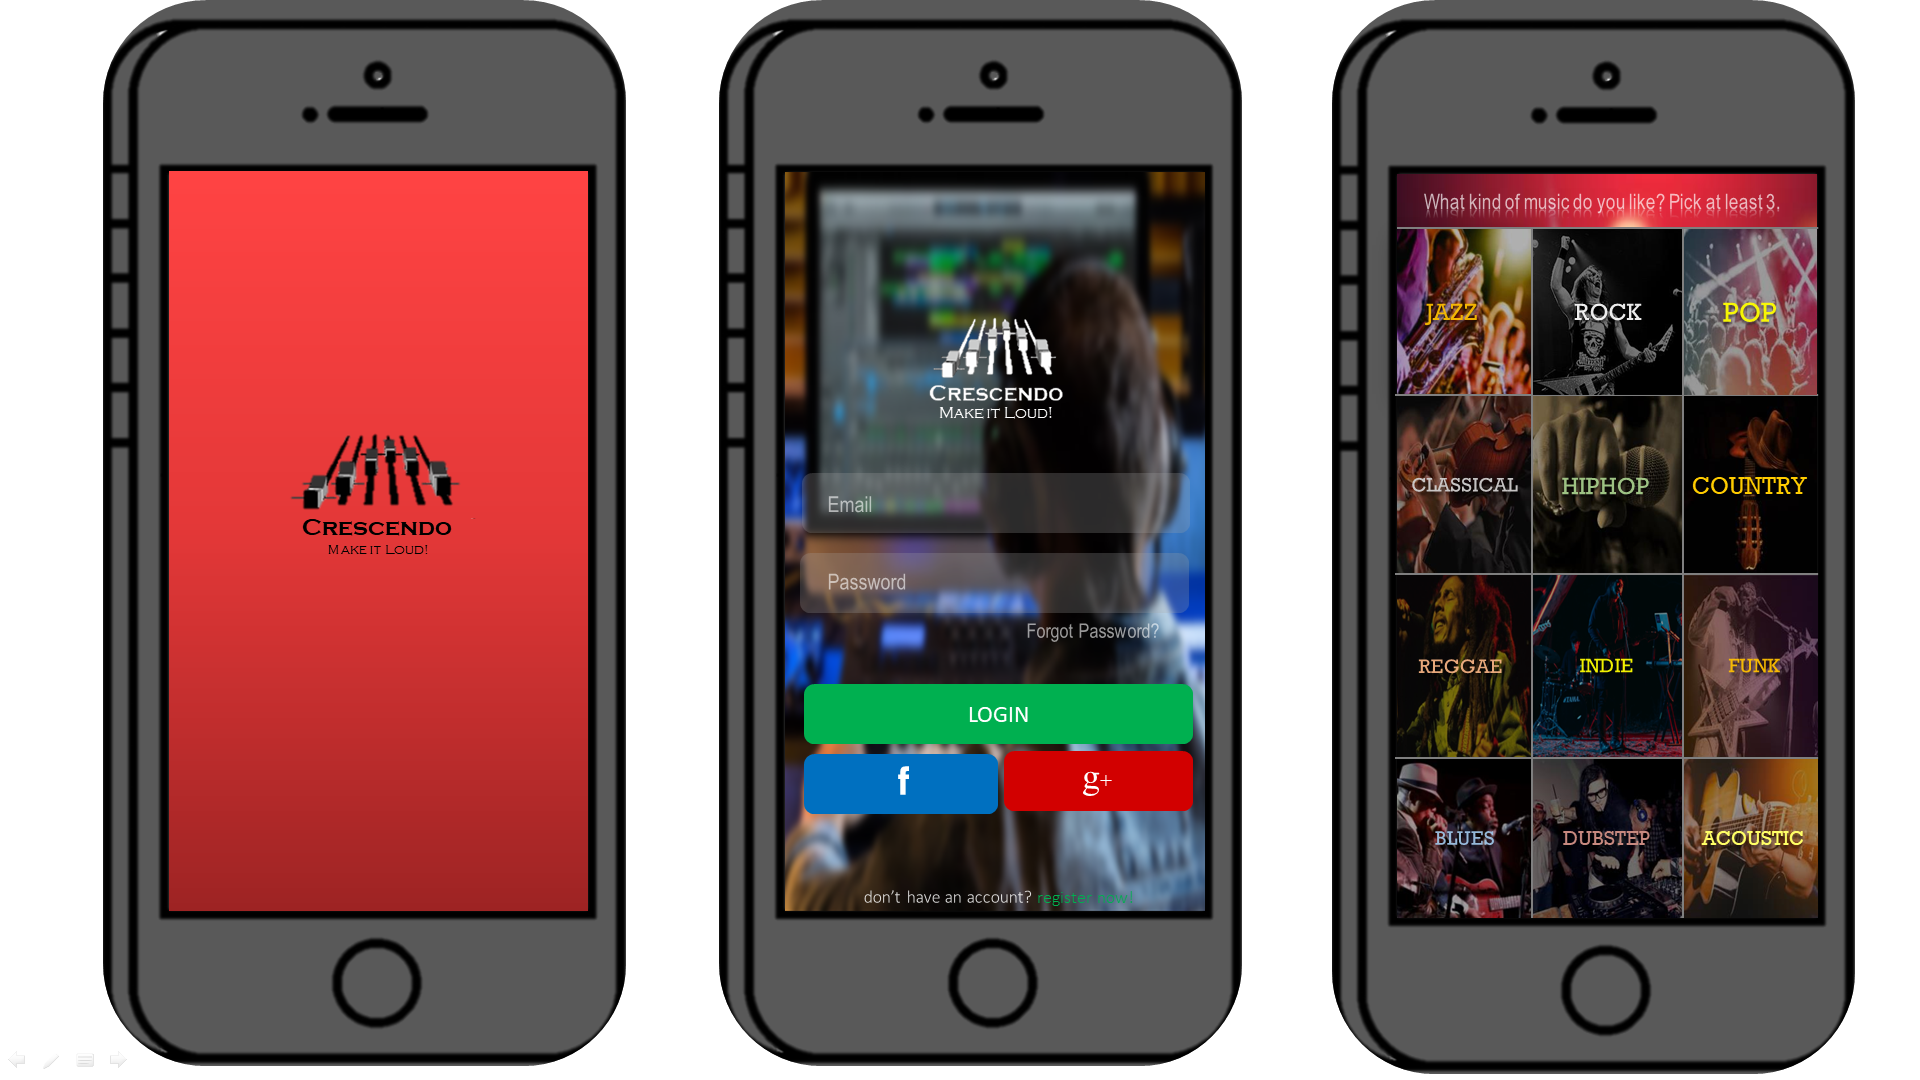 CRESCENDO
MAKE IT LOUD!
CRESCENDO
MAKE IT LOUD!
Email
Password
Forgot Password?
LOGIN
f
g+
don't have an account? register now!
What kind of music do you like? Pick at least 3.
JAZZ
ROCK
POP
CLASSICAL
HIPHOP
COUNTRY
REGGAE
INDIE
FUNK
BLUES
DUBSTEP
ACOUSTIC